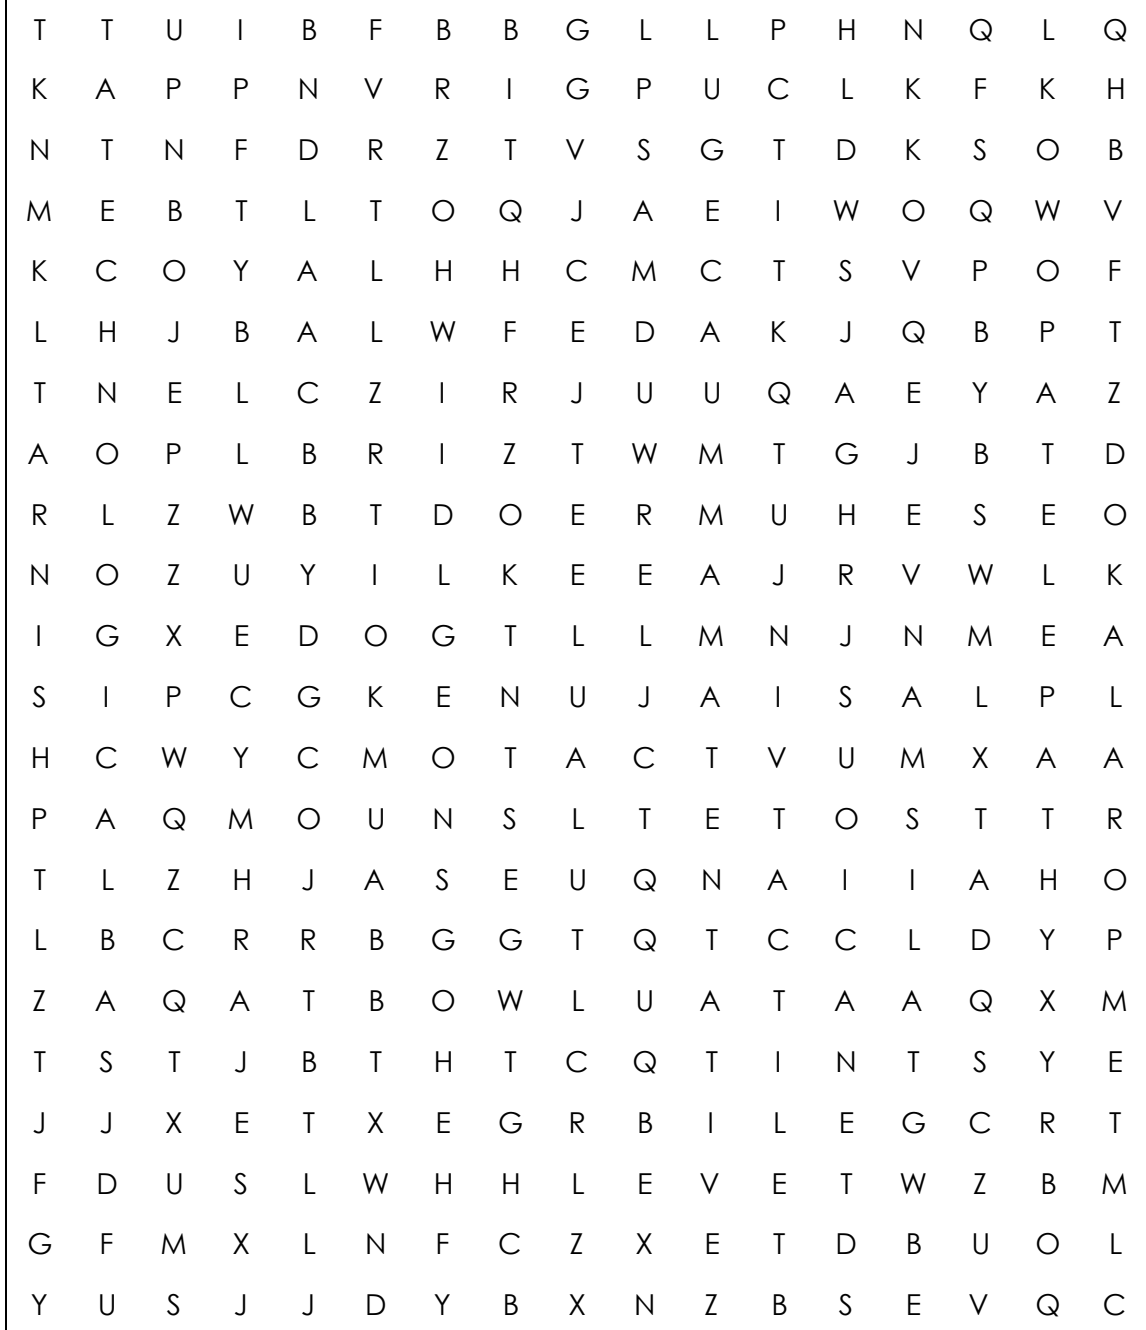 T T U I B F B B G L L P H N Q L Q
K A P P N V R I G P U C L K F K H
N T N F D R Z T V S G T D K S O B
M E B T L T O Q J A E I W O Q W V
K C O Y A L H H C M C T S V P O F
L H J B A L W F E D A K J Q B P T
T N E L C Z I R J U U Q A E Y A Z
A O P L B R I Z T W M T G J B T D
R L Z W B T D O E R M U H E S E O
N O Z U Y I L K E E A J R V W L K
I G X E D O G T L L M N J N M E A
S I P C G K E N U J A I S A L P L
H C W Y C M O T A C T V U M X A A
P A Q M O U N S L T E T O S T T R
T L Z H J A S E U Q N A I I A H O
L B C R R B G G T Q T C C L D Y P
Z A Q A T B O W L U A T A A Q X M
T S T J B T H T C Q T I N T S Y E
J J X E T X E G R B I L E G C R T
F D U S L W H H L E V E T W Z B M
G F M X L N F C Z X E T D B U O L
Y U S J J D Y B X N Z B S E V Q C